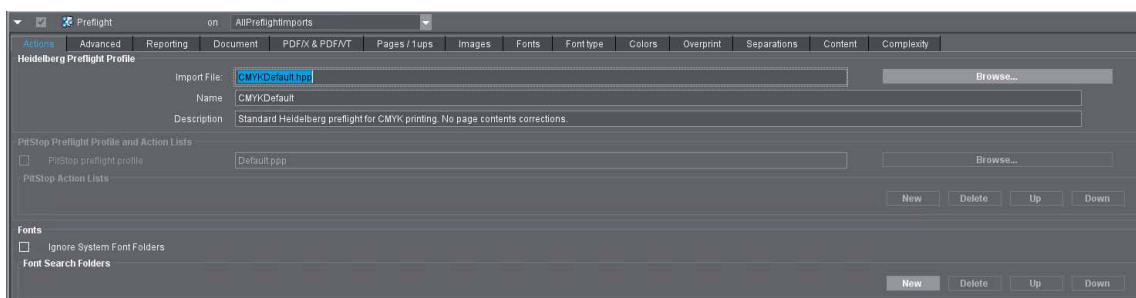 Preflight on AllPreflightImports
Actions Advanced Reporting Document PDF/X & PDF/VT Pages / 1ups Images Fonts Font type Colors Overprint Separations Content Complexity
Heidelberg Preflight Profile
Import File: CMYKDefault.hpp Browse...
Name CMYKDefault
Description Standard Heidelberg preflight for CMYK printing. No page contents corrections.
PitStop Preflight Profile and Action Lists
PitStop preflight profile Default.ppp Browse...
PitStop Action Lists
New Delete Up Down
Fonts
Ignore System Font Folders
Font Search Folders
New Delete Up Down